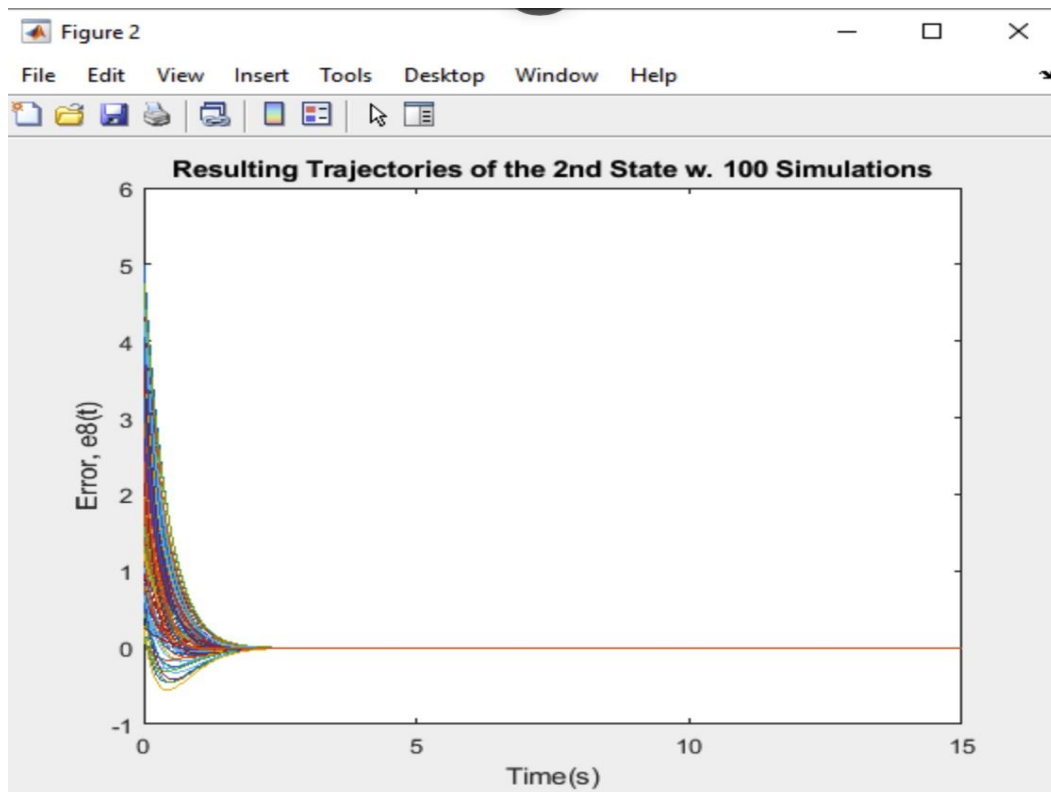 Figure 2
File Edit View Insert Tools Desktop Window Help
Resulting Trajectories of the 2nd State w. 100 Simulations
6
5
4
3
2
1
0
-1
Error, e8(t)
0 5 10 15
Time(s)